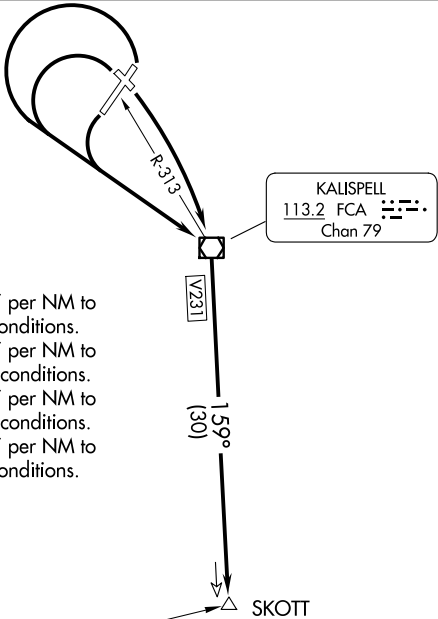 R-313
KALISPELL
113.2 FCA
Chan 79
V231
per NM to
onditions.
per NM to
conditions.
per NM to
conditions.
per NM to
onditions.
159°
(30)
SKOTT